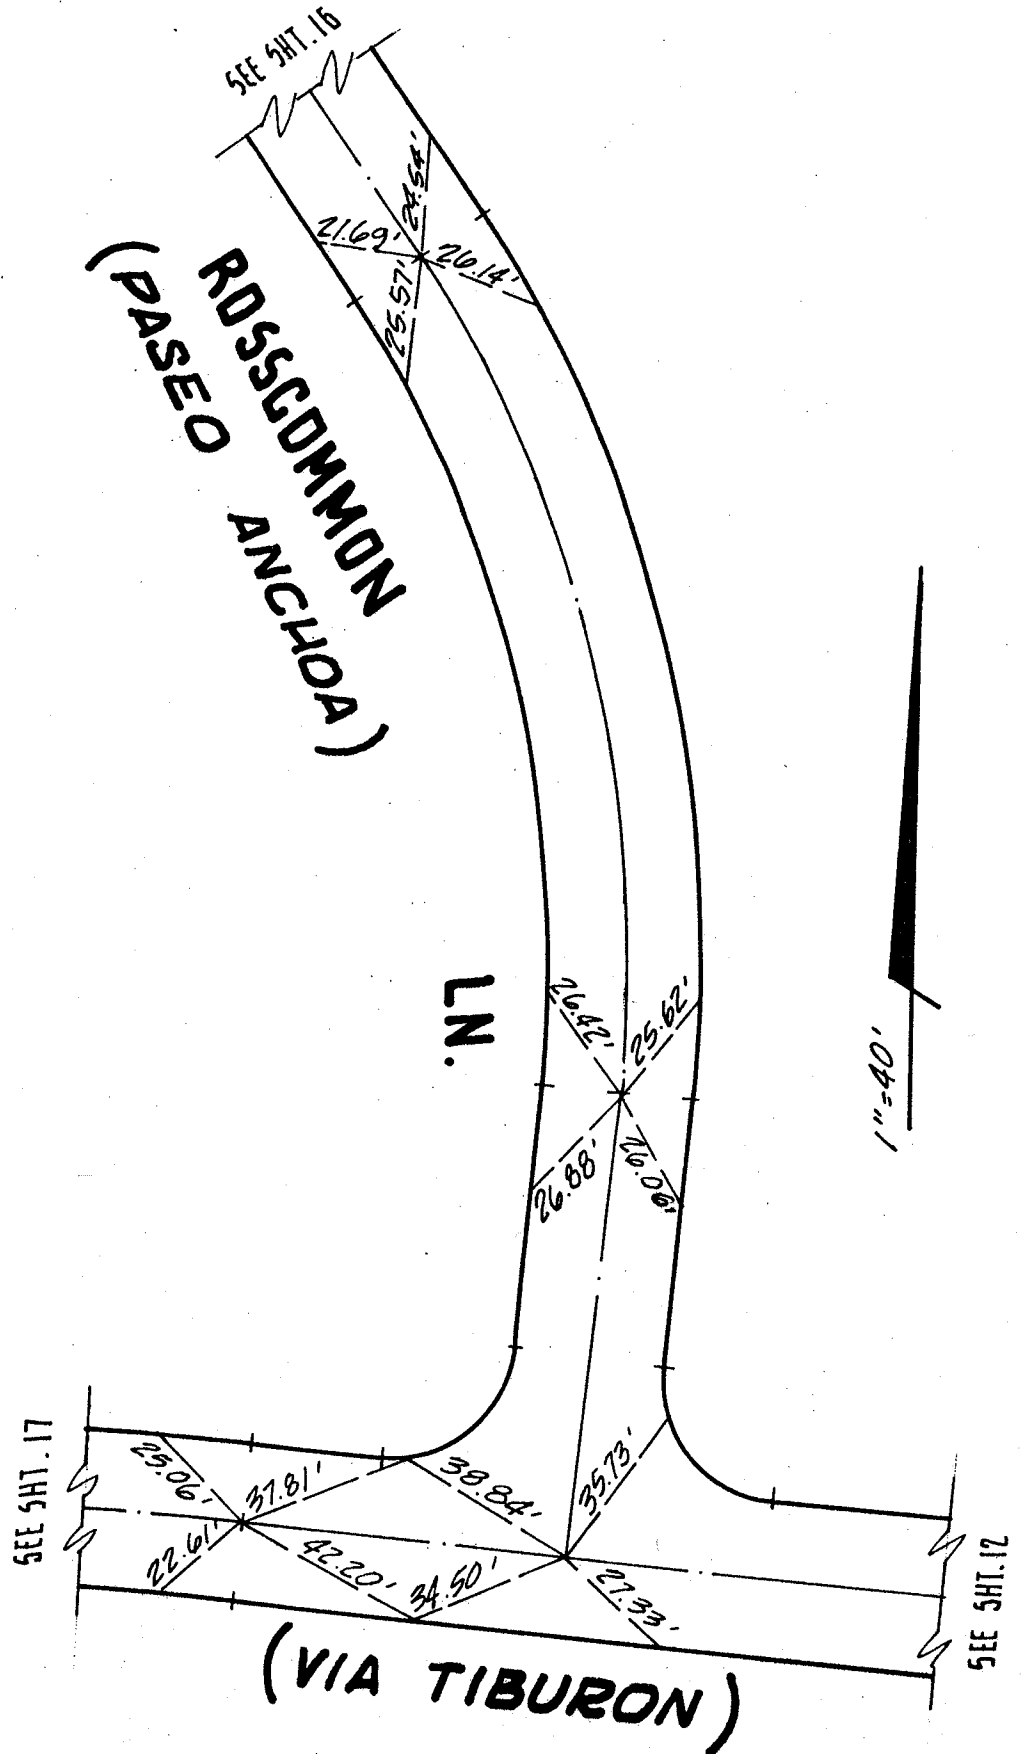 SEE SHT. 16
24.54'
21.69'
26.14'
25.57'
ROSSCOMMON
(PASEO ANCHOA)
LN.
26.42'
25.62'
26.88'
26.06'
1"=40'
SEE SHT. 17
25.06'
37.81'
38.84'
35.73'
22.61'
42.20'
34.50'
27.33'
SEE SHT. 12
(VIA TIBURON)